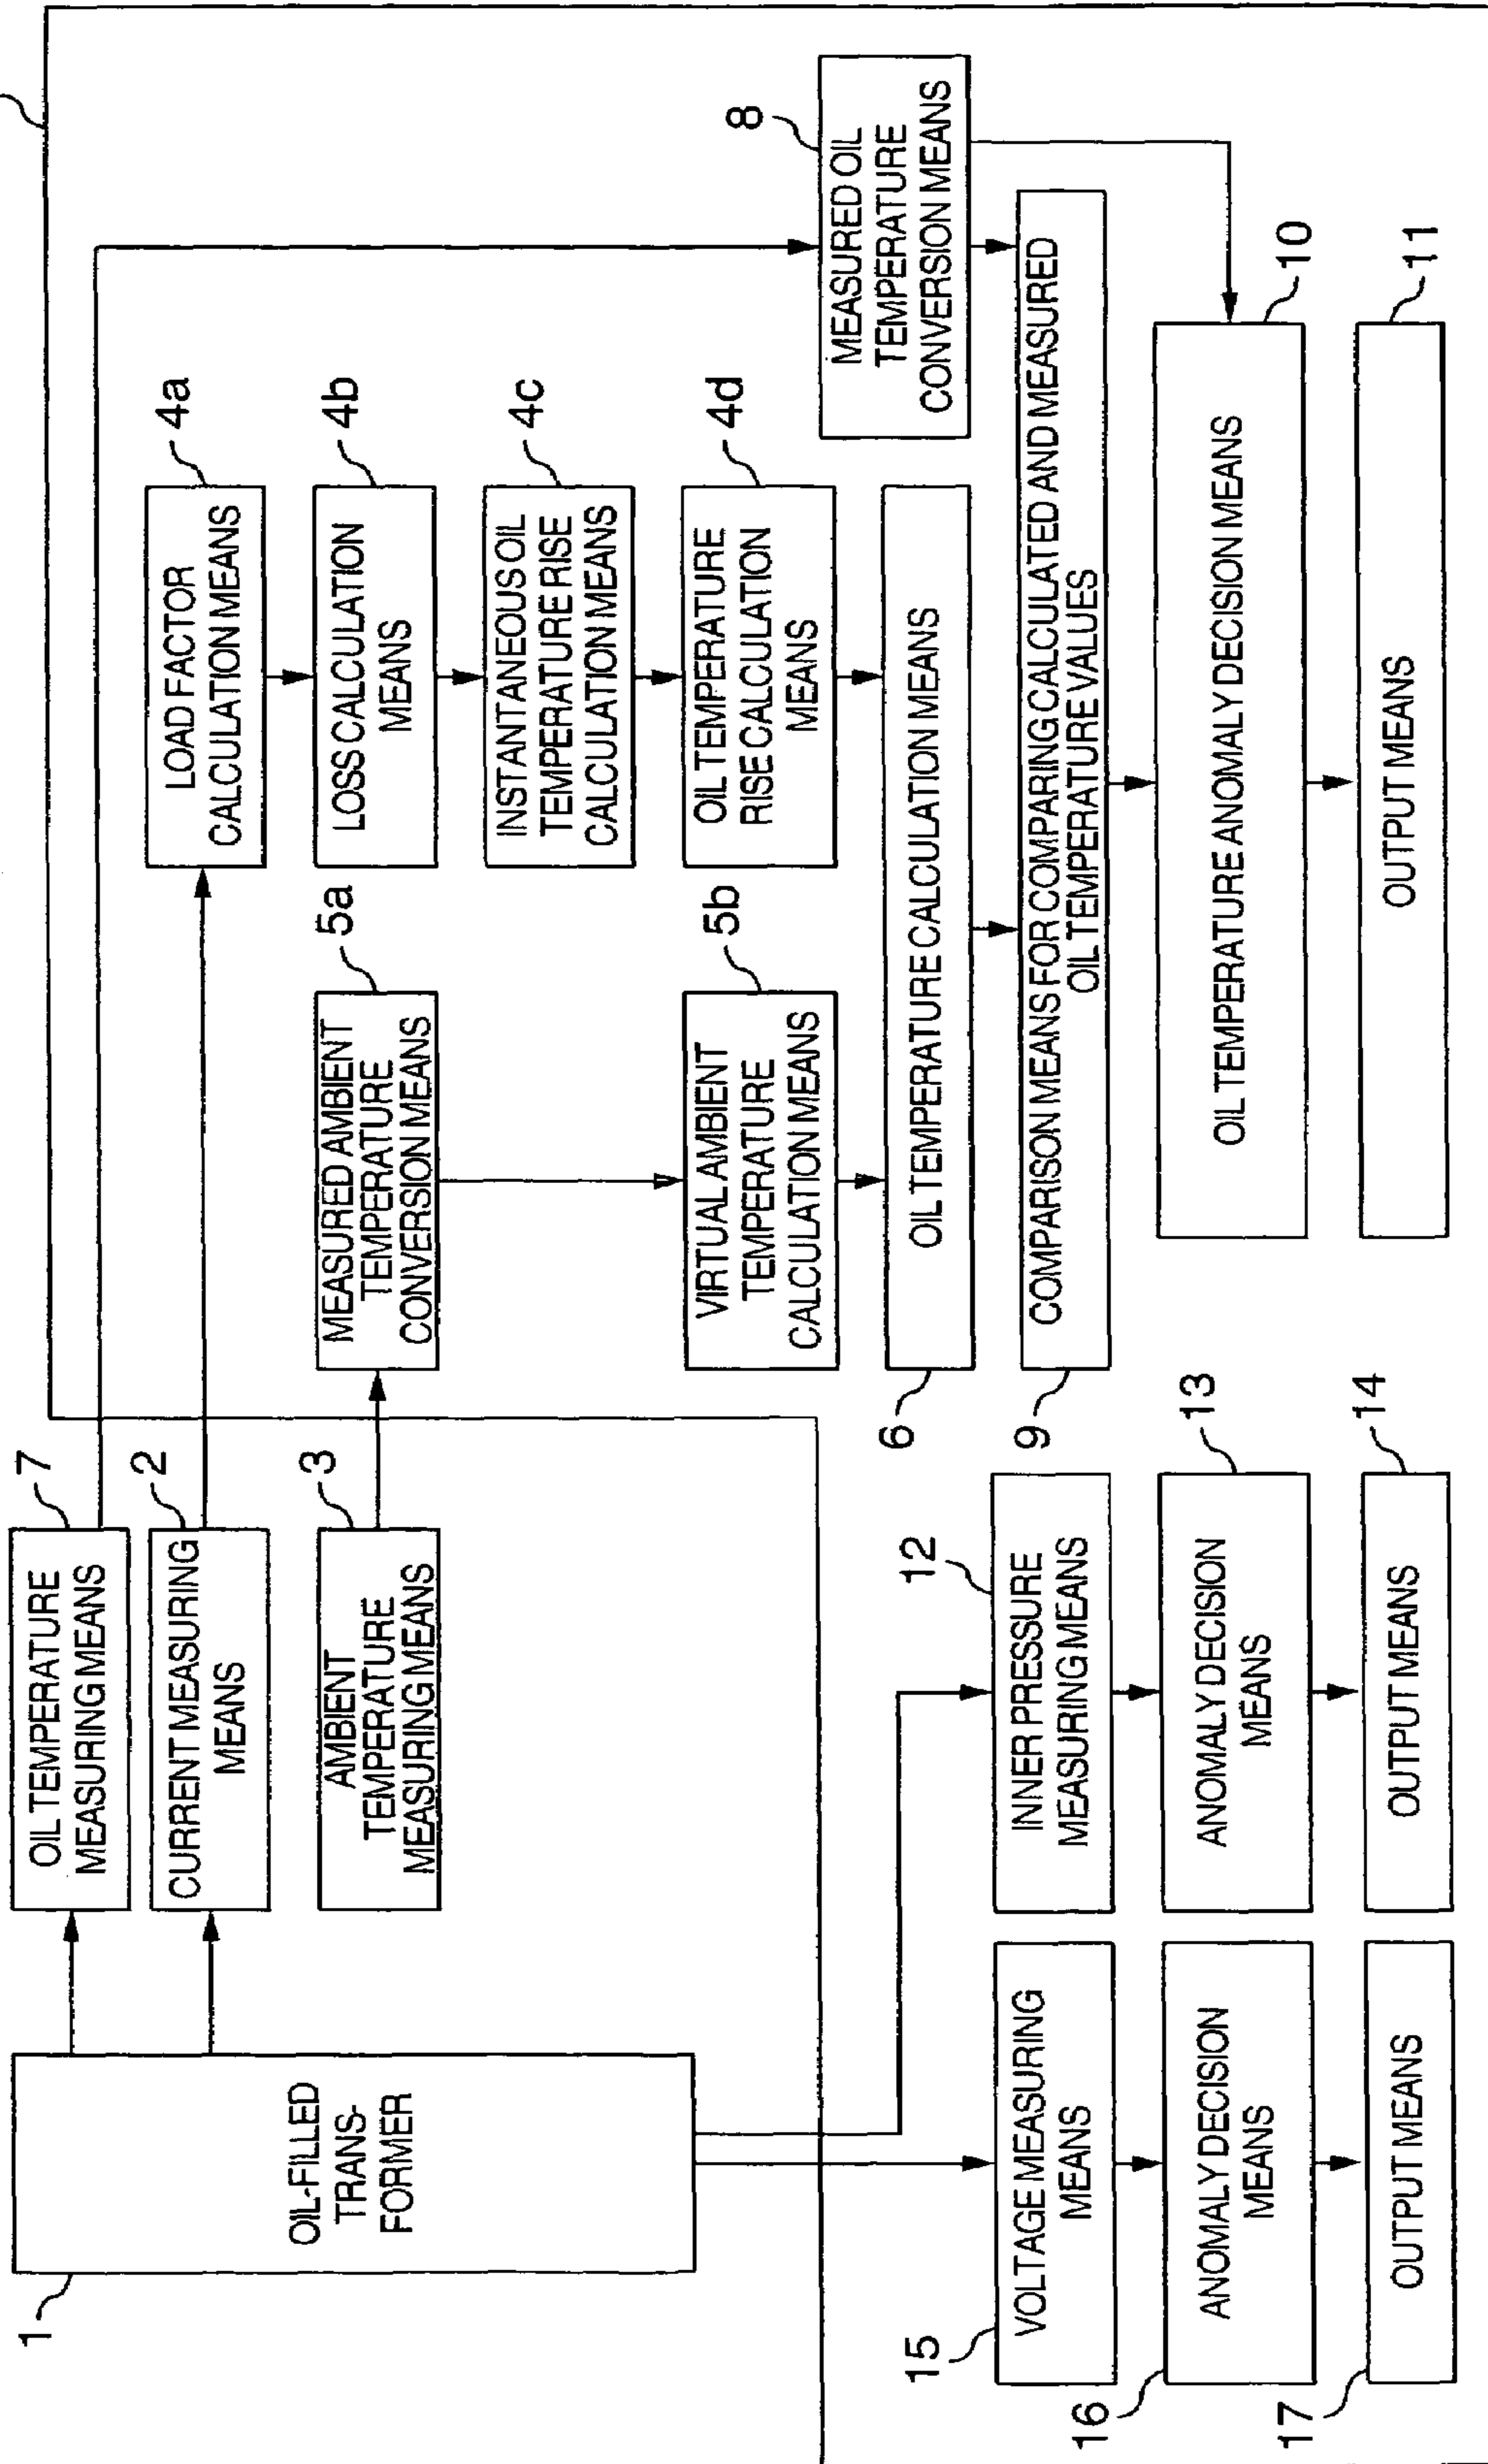 1
OIL-FILLED
TRANS-
FORMER
7
OIL TEMPERATURE
MEASURING MEANS
2
CURRENT MEASURING
MEANS
3
AMBIENT
TEMPERATURE
MEASURING MEANS
4a
LOAD FACTOR
CALCULATION MEANS
4b
LOSS CALCULATION
MEANS
4c
INSTANTANEOUS OIL
TEMPERATURE RISE
CALCULATION MEANS
4d
OIL TEMPERATURE
RISE CALCULATION
MEANS
5a
MEASURED AMBIENT
TEMPERATURE
CONVERSION MEANS
5b
VIRTUAL AMBIENT
TEMPERATURE
CALCULATION MEANS
8
MEASURED OIL
TEMPERATURE
CONVERSION MEANS
6
OIL TEMPERATURE CALCULATION MEANS
9
COMPARISON MEANS FOR COMPARING CALCULATED AND MEASURED
OIL TEMPERATURE VALUES
10
OIL TEMPERATURE ANOMALY DECISION MEANS
11
OUTPUT MEANS
12
INNER PRESSURE
MEASURING MEANS
13
ANOMALY DECISION
MEANS
14
OUTPUT MEANS
15
VOLTAGE MEASURING
MEANS
16
ANOMALY DECISION
MEANS
17
OUTPUT MEANS